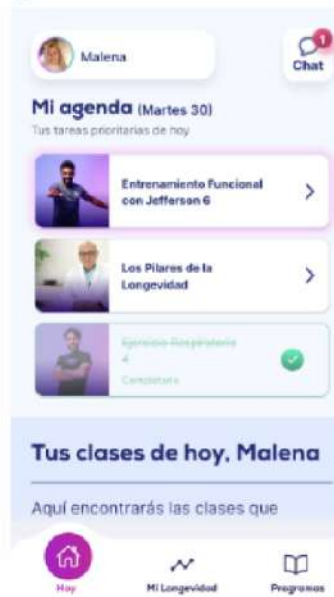 Malena
1
Chat
Mi agenda (Martes 30)
Tus tareas prioritarias de hoy
Entrenamiento Funcional
con Jefferson 6
Los Pilares de la
Longevidad
Ejercicio Respiratorio
4
Completaste
Tus clases de hoy, Malena
Aquí encontrarás las clases que
Hoy
Mi Longevidad
Programas